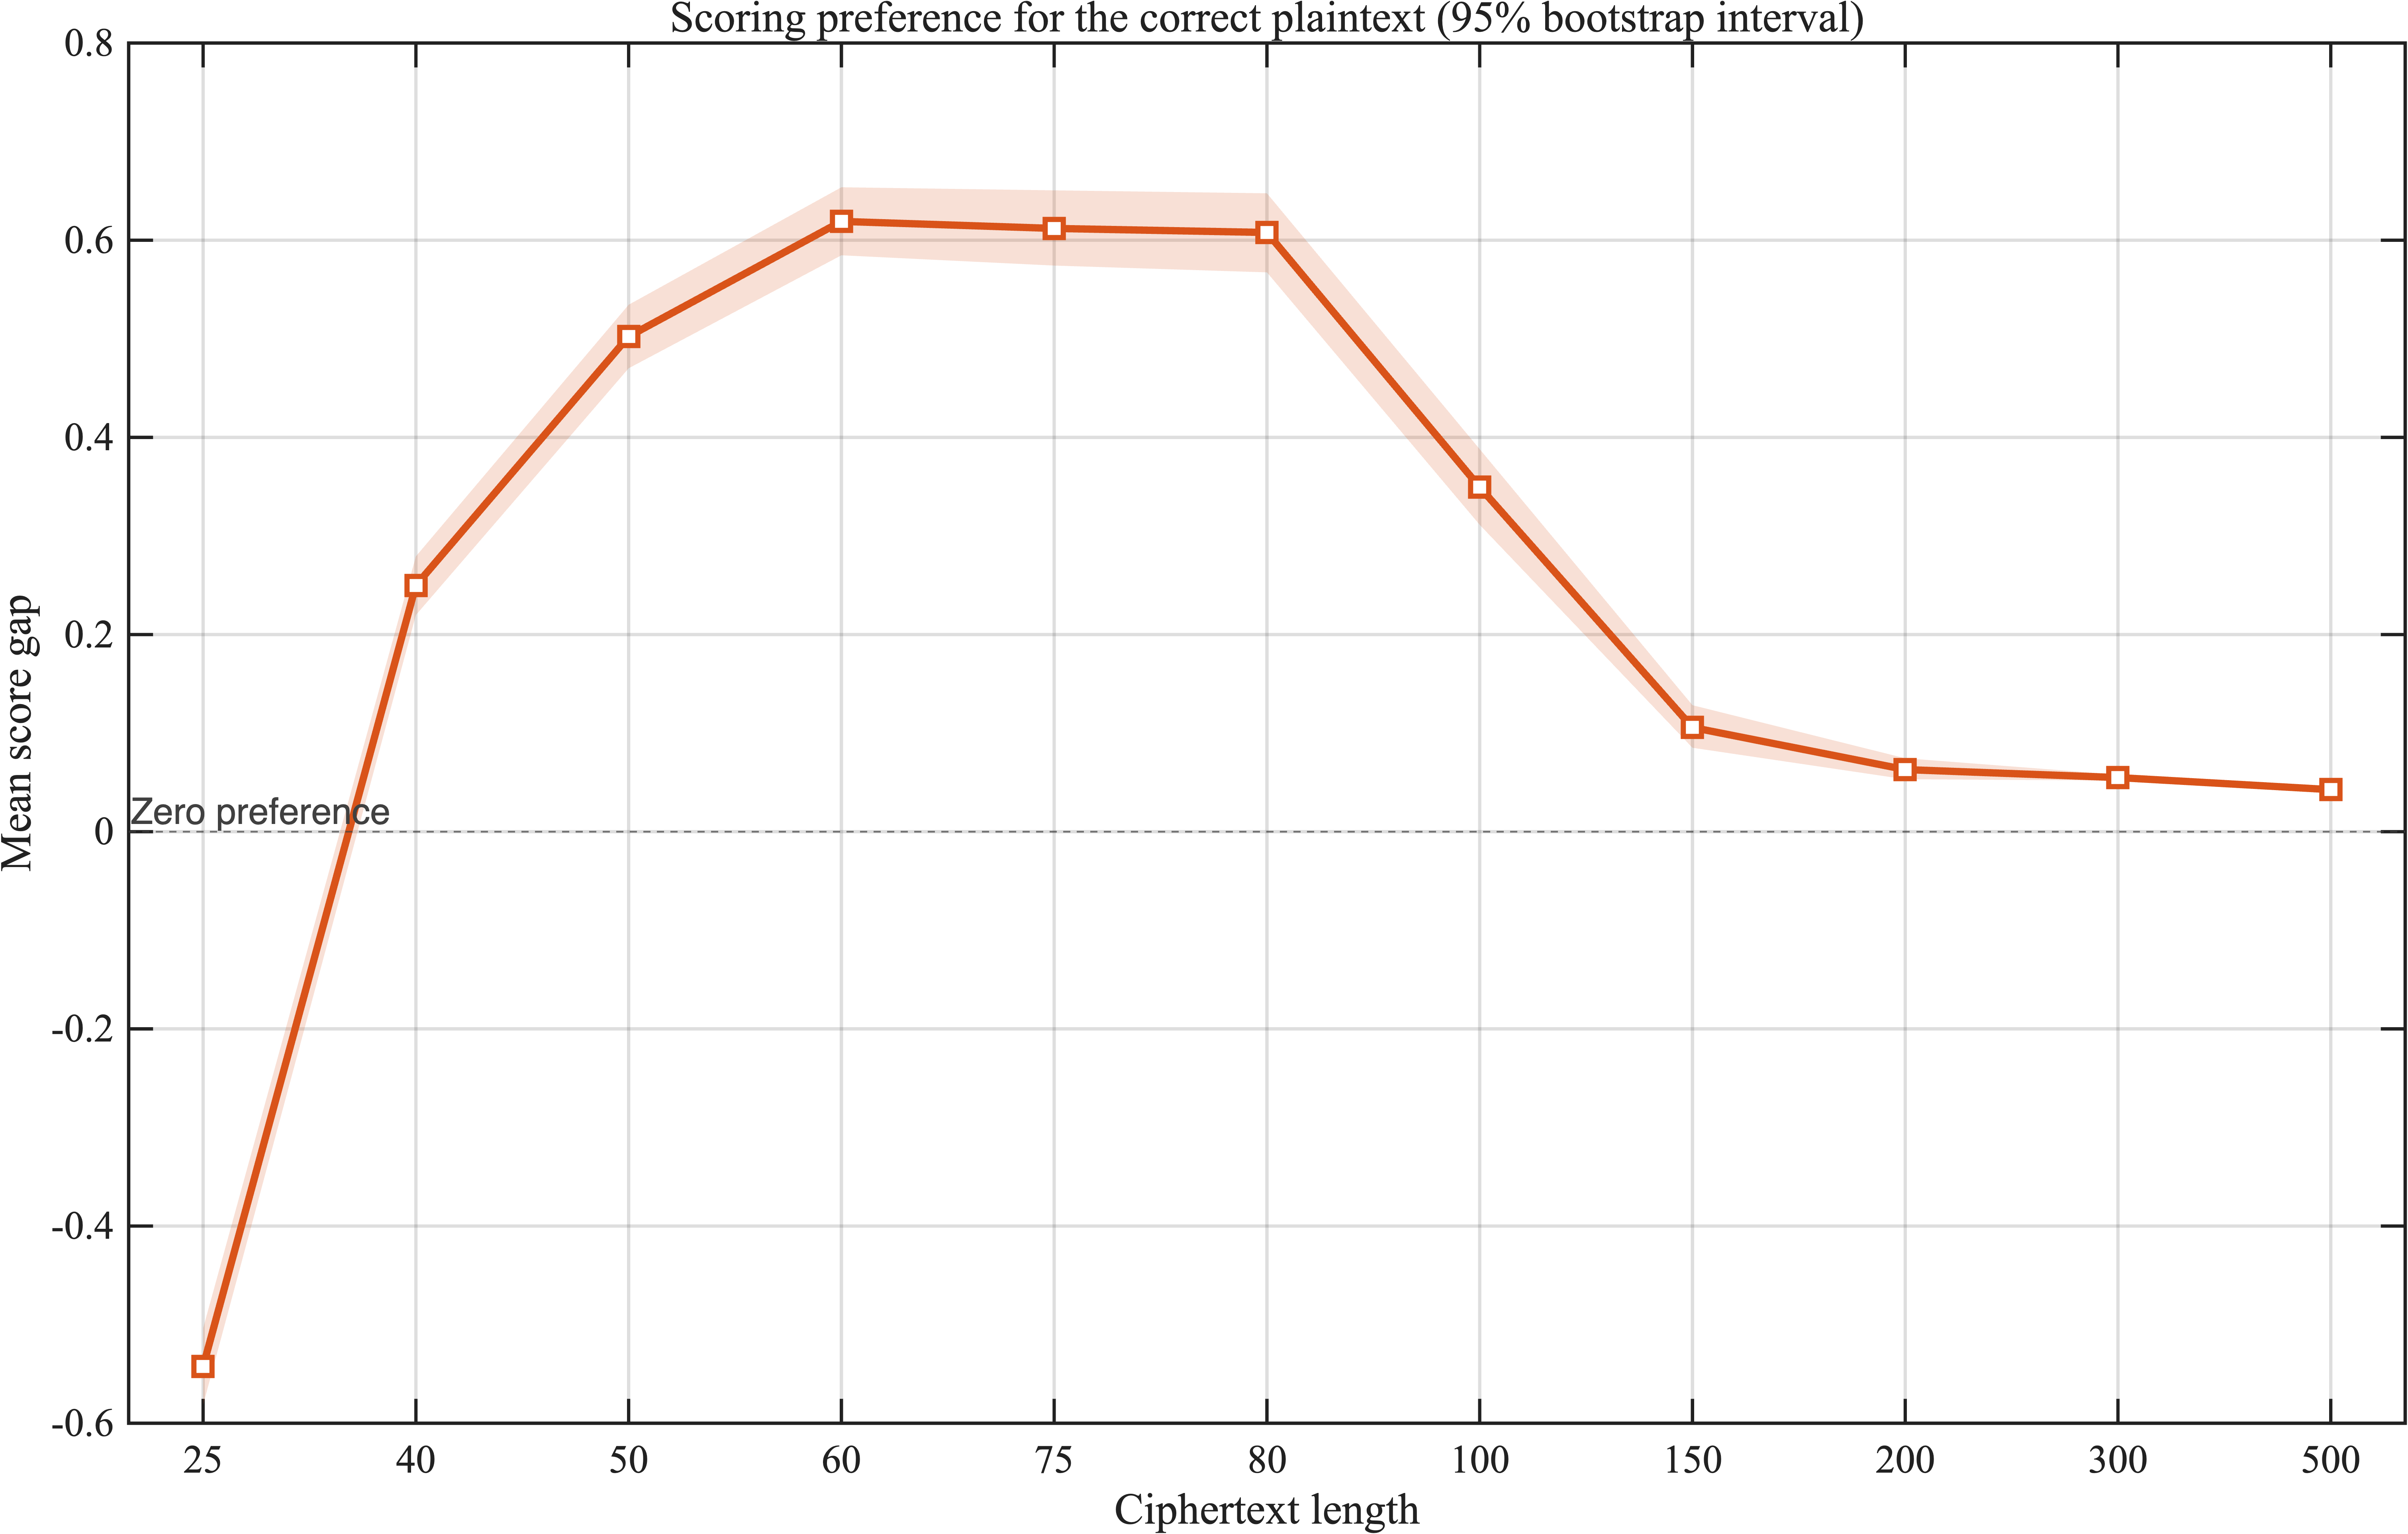 Scoring preference for the correct plaintext (95% bootstrap interval)
0.8
0.6
0.4
0.2
0
-0.2
-0.4
-0.6
Mean score gap
Zero preference
25 40 50 60 75 80 100 150 200 300 500
Ciphertext length